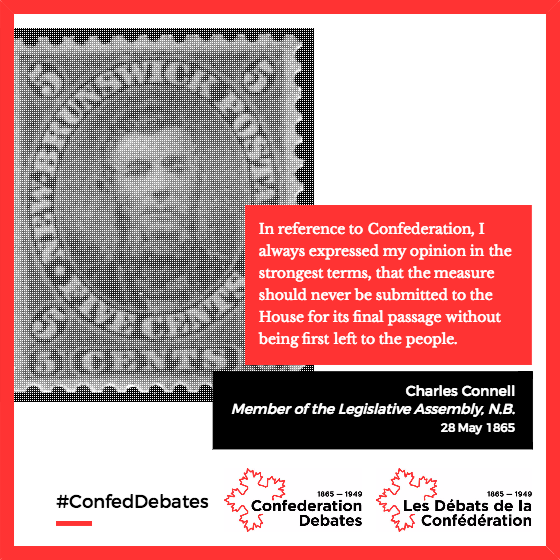 5 5
NEW·BRUNSWICK POSTA
FIVE CENTS
5
5 CENTS
In reference to Confederation, I
always expressed my opinion in the
strongest terms, that the measure
should never be submitted to the
House for its final passage without
being first left to the people.
Charles Connell
Member of the Legislative Assembly, N.B.
28 May 1865
#ConfedDebates
1865 — 1949
Confederation
Debates
1865 — 1949
Les Débats de la
Confédération